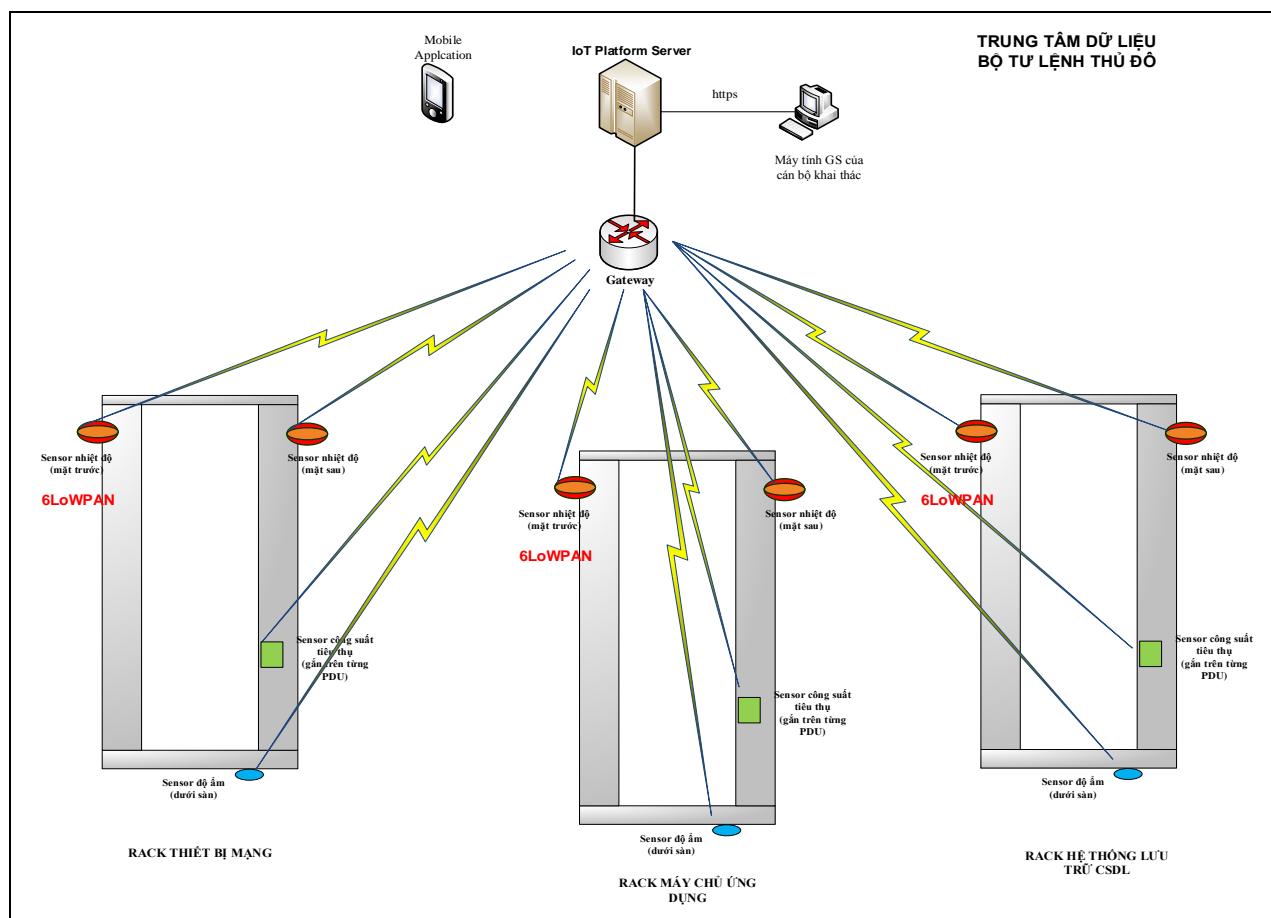 TRUNG TÂM DỮ LIỆU
BỘ TƯ LỆNH THỦ ĐÔ
Mobile
Applcation
IoT Platform Server
https
Máy tính GS của
cán bộ khai thác
Gateway
Sensor nhiệt độ
(mặt trước)
6LoWPAN
Sensor nhiệt độ
(mặt sau)
Sensor công suất
tiêu thụ
(gắn trên từng
PDU)
Sensor độ ẩm
(dưới sàn)
RACK THIẾT BỊ MẠNG
Sensor nhiệt độ
(mặt trước)
6LoWPAN
Sensor nhiệt độ
(mặt sau)
Sensor công suất
tiêu thụ
(gắn trên từng
PDU)
Sensor độ ẩm
(dưới sàn)
RACK MÁY CHỦ ỨNG
DỤNG
Sensor nhiệt độ
(mặt trước)
6LoWPAN
Sensor nhiệt độ
(mặt sau)
Sensor công suất
tiêu thụ
(gắn trên từng
PDU)
Sensor độ ẩm
(dưới sàn)
RACK HỆ THỐNG LƯU
TRỮ CSDL